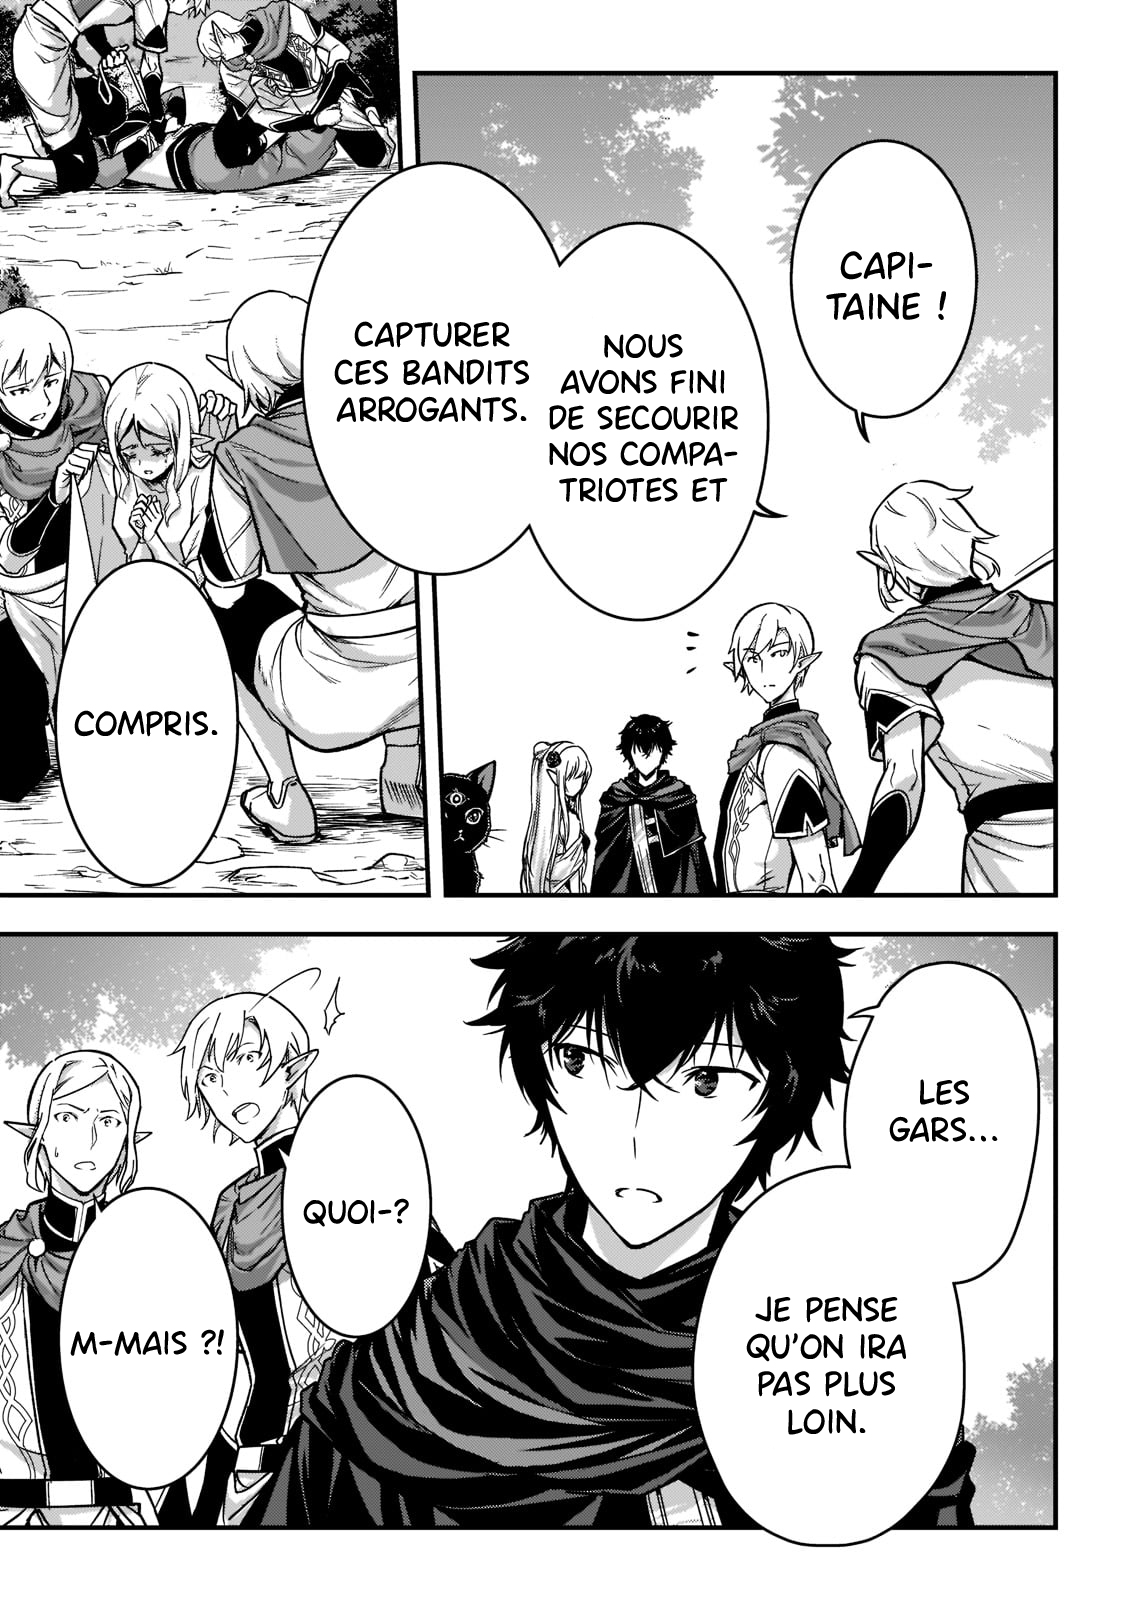 CAPI-
TAINE !
NOUS
AVONS FINI
DE SECOURIR
NOS COMPA-
TRIOTES ET
CAPTURER
CES BANDITS
ARROGANTS.
COMPRIS.
LES
GARS...
JE PENSE
QU'ON IRA
PAS PLUS
LOIN.
QUOI-?
M-MAIS ?!